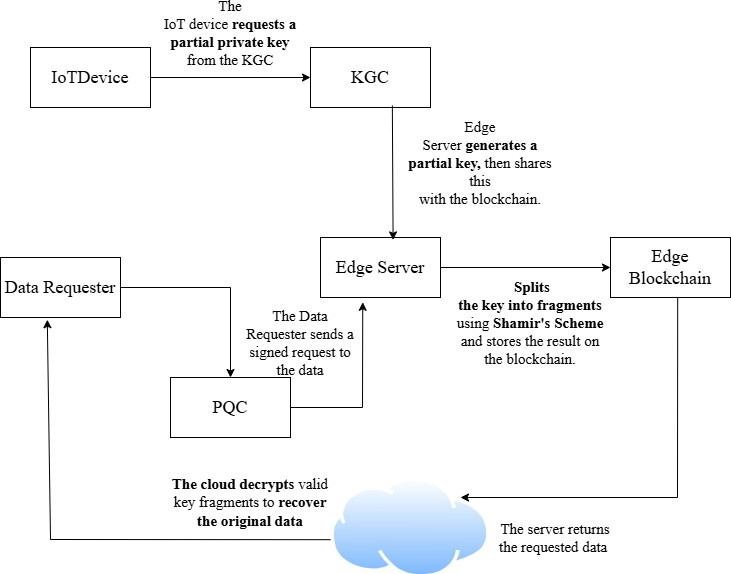 The
IoT device requests a
partial private key
from the KGC
IoTDevice
KGC
Edge
Server generates a
partial key, then shares
this
with the blockchain.
Edge Server
Edge
Blockchain
Data Requester
Splits
the key into fragments
using Shamir's Scheme
and stores the result on
the blockchain.
The Data
Requester sends a
signed request to
the data
PQC
The cloud decrypts valid
key fragments to recover
the original data
The server returns
the requested data